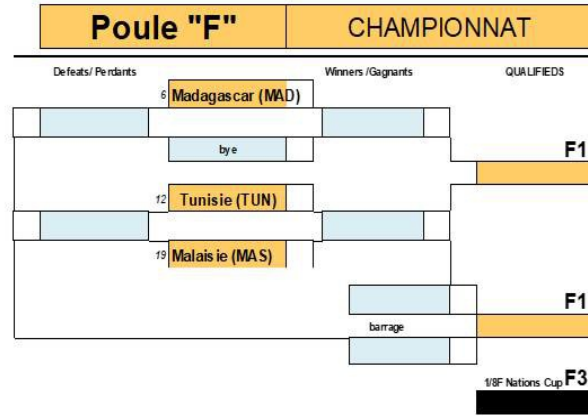 Poule "F" CHAMPIONNAT
Defeats/ Perdants Winners /Gagnants QUALIFIEDS
6 Madagascar (MAD)
bye
F1
12 Tunisie (TUN)
19 Malaisie (MAS)
F1
barrage
1/8F Nations Cup F3